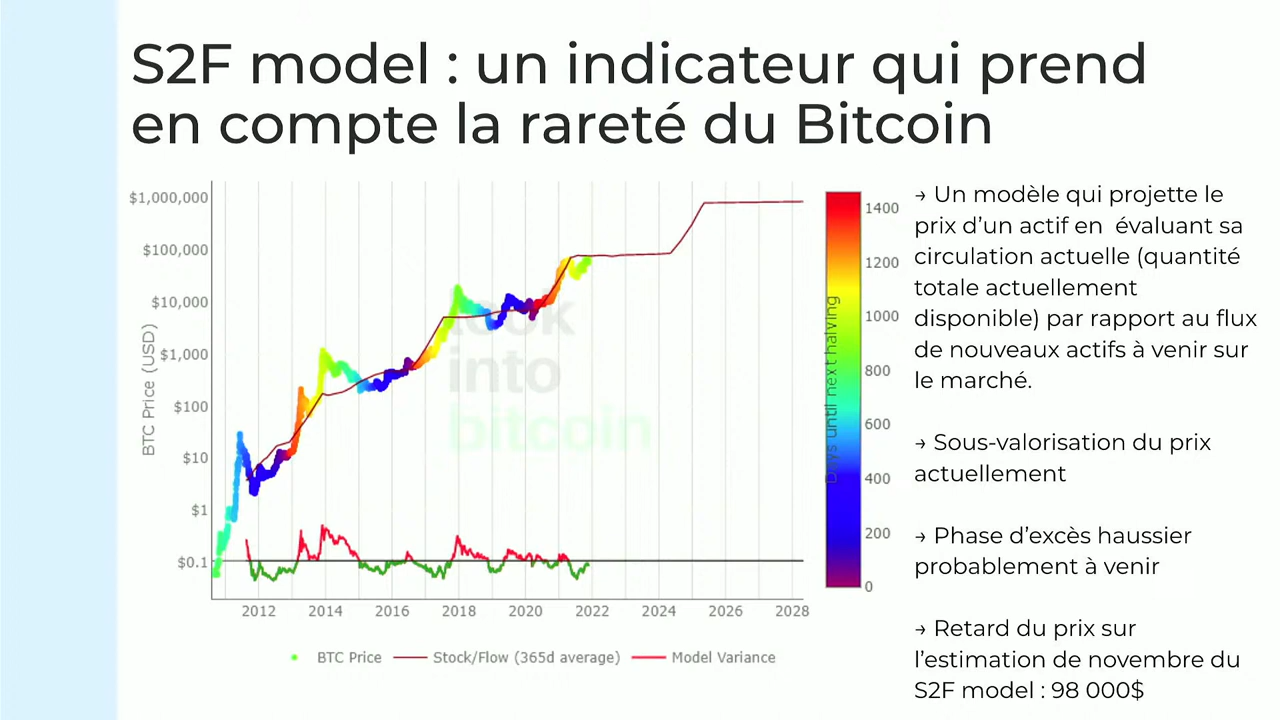 S2F model : un indicateur qui prend
en compte la rareté du Bitcoin
$1,000,000
$100,000
$10,000
$1,000
$100
$10
$1
$0.1
BTC Price (USD)
look
into
bitcoin
2012
2014
2016
2018
2020
2022
2024
2026
2028
BTC Price
Stock/Flow (365d average)
Model Variance
Days until next halving
1400
1200
1000
800
600
400
200
0
→ Un modèle qui projette le
prix d’un actif en évaluant sa
circulation actuelle (quantité
totale actuellement
disponible) par rapport au flux
de nouveaux actifs à venir sur
le marché.
→ Sous-valorisation du prix
actuellement
→ Phase d’excès haussier
probablement à venir
→ Retard du prix sur
l’estimation de novembre du
S2F model : 98 000$